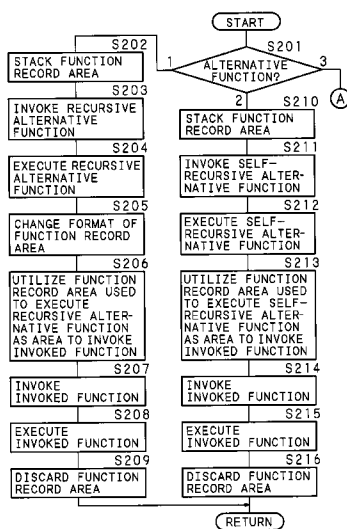 START
S201
ALTERNATIVE
FUNCTION?
1
2
3
A
S202
STACK FUNCTION
RECORD AREA
S203
INVOKE RECURSIVE
ALTERNATIVE
FUNCTION
S204
EXECUTE RECURSIVE
ALTERNATIVE
FUNCTION
S205
CHANGE FORMAT OF
FUNCTION RECORD
AREA
S206
UTILIZE FUNCTION
RECORD AREA USED
TO EXECUTE
RECURSIVE ALTER-
NATIVE FUNCTION
AS AREA TO INVOKE
INVOKED FUNCTION
S207
INVOKE
INVOKED FUNCTION
S208
EXECUTE
INVOKED FUNCTION
S209
DISCARD FUNCTION
RECORD AREA
S210
STACK FUNCTION
RECORD AREA
S211
INVOKE SELF-
RECURSIVE ALTER-
NATIVE FUNCTION
S212
EXECUTE SELF-
RECURSIVE ALTER-
NATIVE FUNCTION
S213
UTILIZE FUNCTION
RECORD AREA USED
TO EXECUTE SELF-
RECURSIVE ALTER-
NATIVE FUNCTION
AS AREA TO INVOKE
INVOKED FUNCTION
S214
INVOKE
INVOKED FUNCTION
S215
EXECUTE
INVOKED FUNCTION
S216
DISCARD FUNCTION
RECORD AREA
RETURN